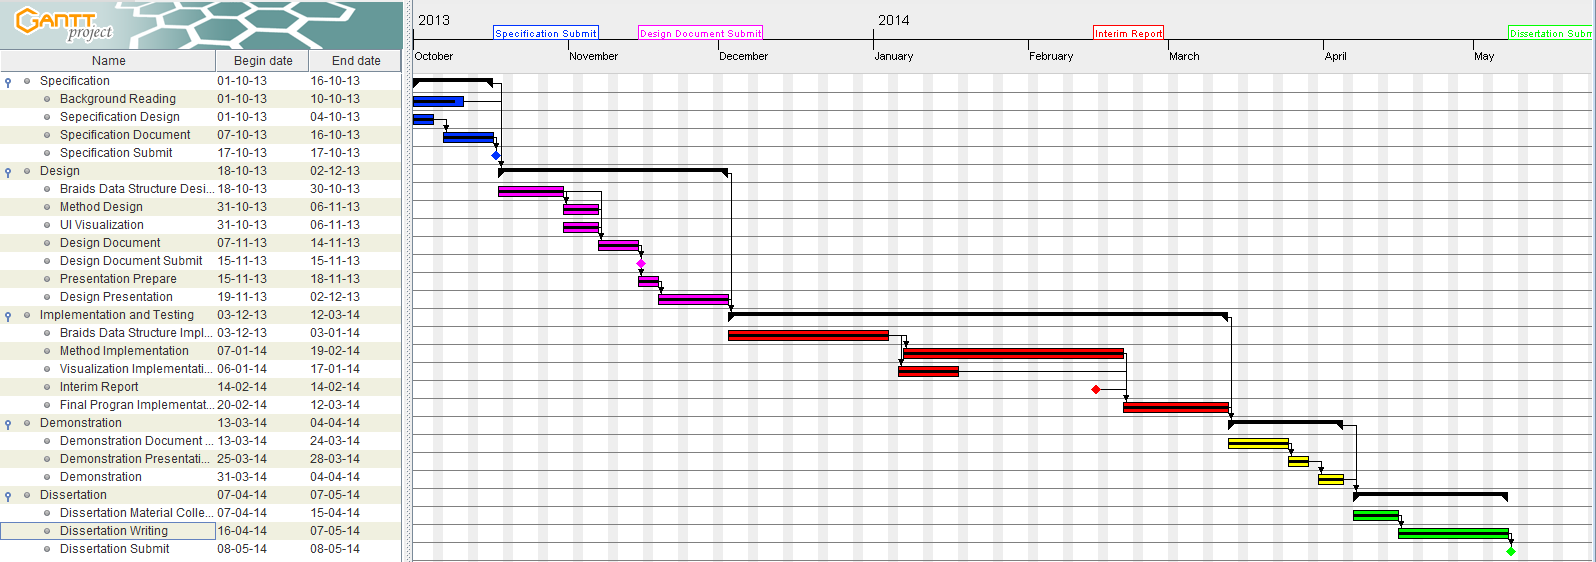 GANTT
project
2013
2014
Specification Submit
Design Document Submit
Interim Report
Dissertation Subm
October
November
December
January
February
March
April
May
Name Begin date End date
Specification 01-10-13 16-10-13
Background Reading 01-10-13 10-10-13
Sepecification Design 01-10-13 04-10-13
Specification Document 07-10-13 16-10-13
Specification Submit 17-10-13 17-10-13
Design 18-10-13 02-12-13
Braids Data Structure Desi... 18-10-13 30-10-13
Method Design 31-10-13 06-11-13
UI Visualization 31-10-13 06-11-13
Design Document 07-11-13 14-11-13
Design Document Submit 15-11-13 15-11-13
Presentation Prepare 15-11-13 18-11-13
Design Presentation 19-11-13 02-12-13
Implementation and Testing 03-12-13 12-03-14
Braids Data Structure Impl... 03-12-13 03-01-14
Method Implementation 07-01-14 19-02-14
Visualization Implementati... 06-01-14 17-01-14
Interim Report 14-02-14 14-02-14
Final Progran Implementat... 20-02-14 12-03-14
Demonstration 13-03-14 04-04-14
Demonstration Document ... 13-03-14 24-03-14
Demonstration Presentati... 25-03-14 28-03-14
Demonstration 31-03-14 04-04-14
Dissertation 07-04-14 07-05-14
Dissertation Material Colle... 07-04-14 15-04-14
Dissertation Writing 16-04-14 07-05-14
Dissertation Submit 08-05-14 08-05-14